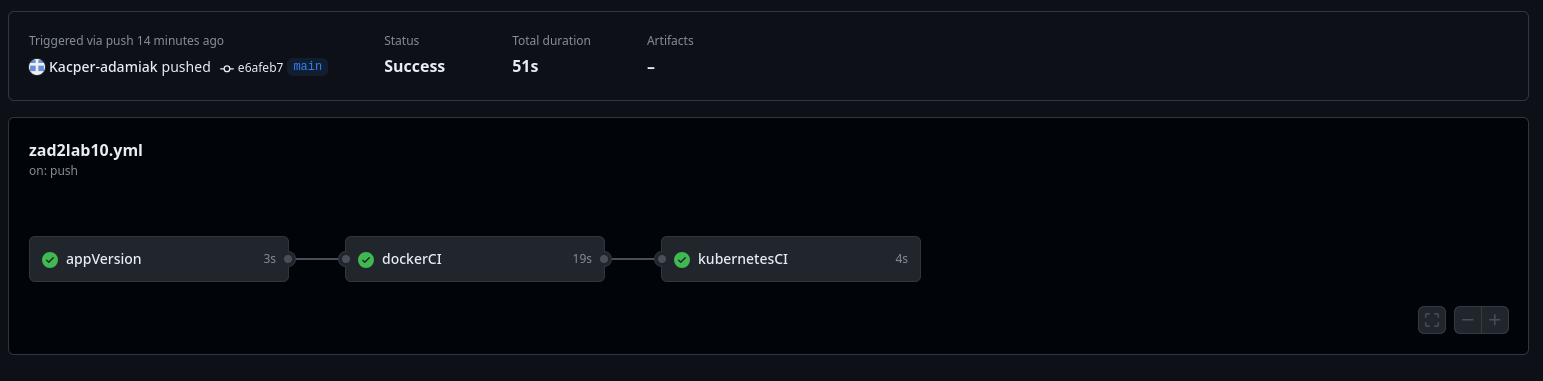 Triggered via push 14 minutes ago
Kacper-adamiak pushed e6afeb7 main
Status
Success
Total duration
51s
Artifacts
–
zad2lab10.yml
on: push
appVersion 3s
dockerCI 19s
kubernetesCI 4s